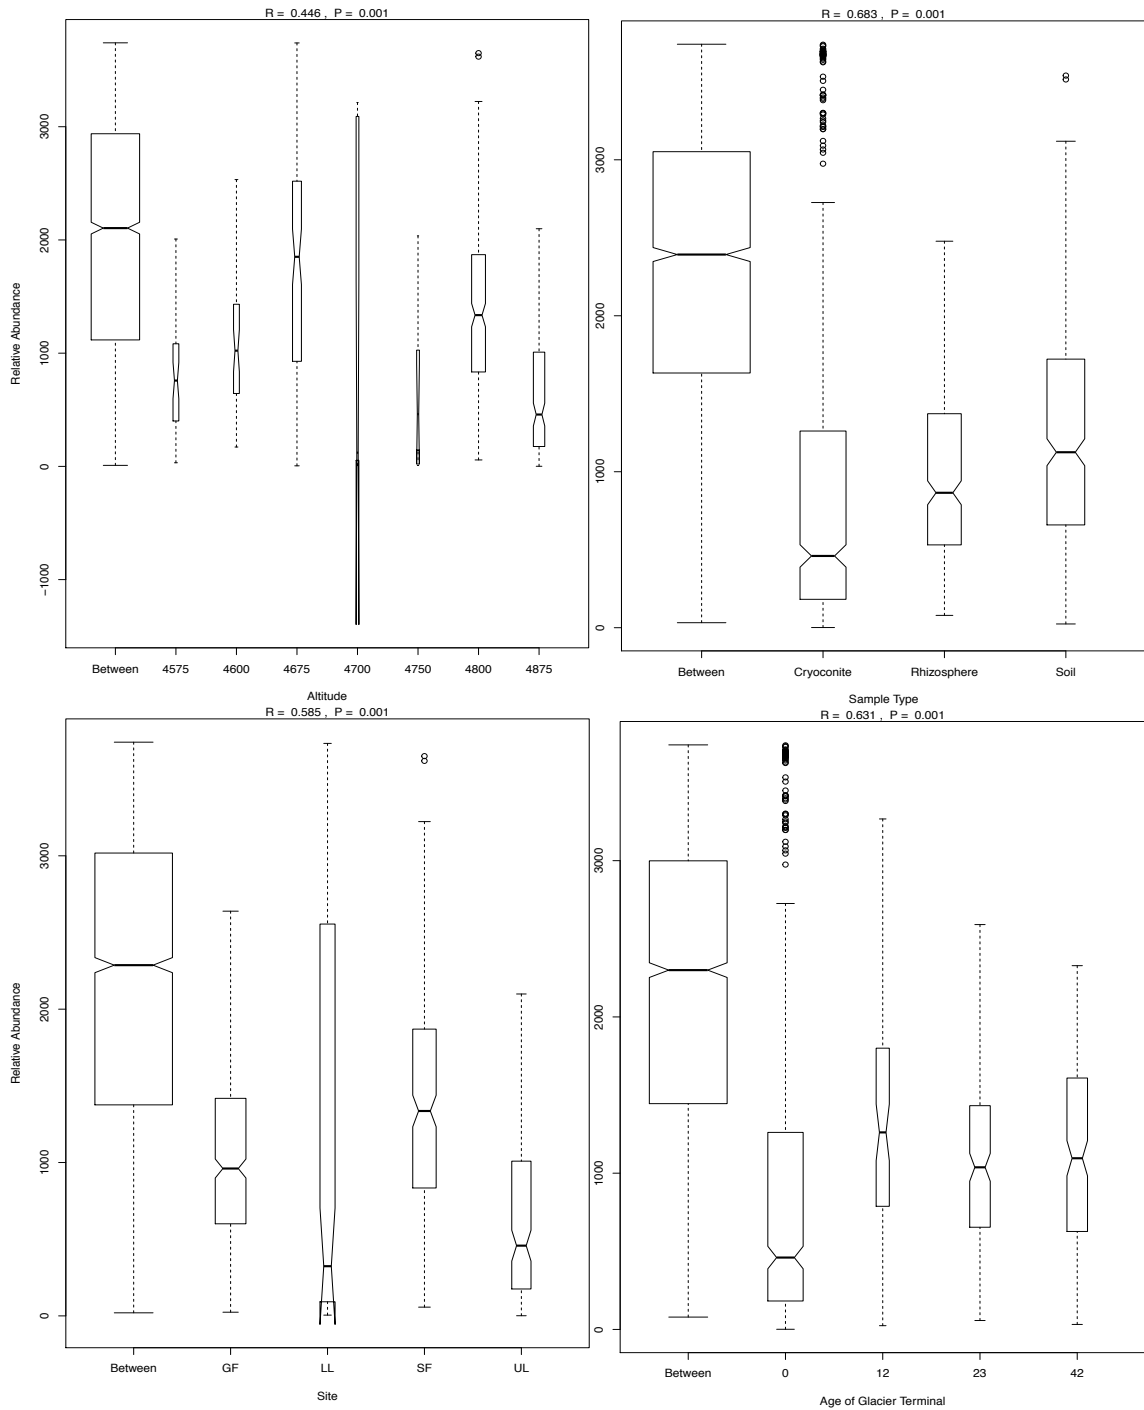 R = 0.446 , P = 0.001
Relative Abundance
3000
2000
1000
0
−1000
Between 4575 4600 4675 4700 4750 4800 4875
Altitude
R = 0.683 , P = 0.001
3000
2000
1000
0
Between Cryoconite Rhizosphere Soil
Sample Type
R = 0.585 , P = 0.001
Relative Abundance
3000
2000
1000
0
Between GF LL SF UL
Site
R = 0.631 , P = 0.001
3000
2000
1000
0
Between 0 12 23 42
Age of Glacier Terminal